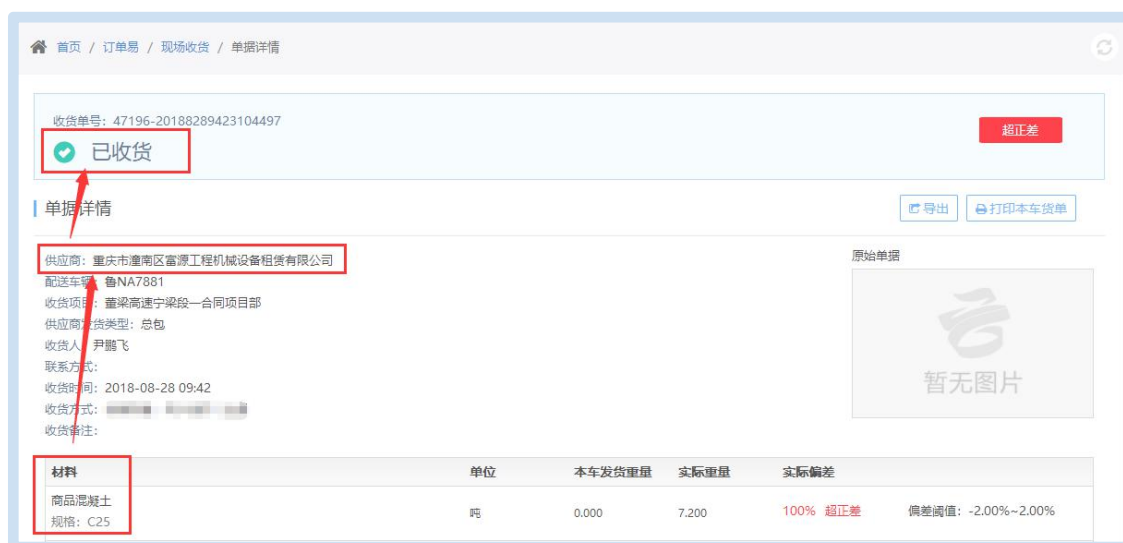 首页 / 订单易 / 现场收货 / 单据详情
收货单号：47196-20188289423104497
超正差
已收货
单据详情
导出
打印本车货单
供应商：重庆市潼南区富源工程机械设备租赁有限公司
原始单据
配送车辆：鲁NA7881
收货项目：董梁高速宁梁段一合同项目部
供应商发货类型：总包
收货人：尹鹏飞
联系方式：
收货时间：2018-08-28 09:42
收货方式：
收货备注：
暂无图片
材料 单位 本车发货重量 实际重量 实际偏差
商品混凝土
规格：C25
吨 0.000 7.200 100% 超正差 偏差阈值：-2.00%~2.00%